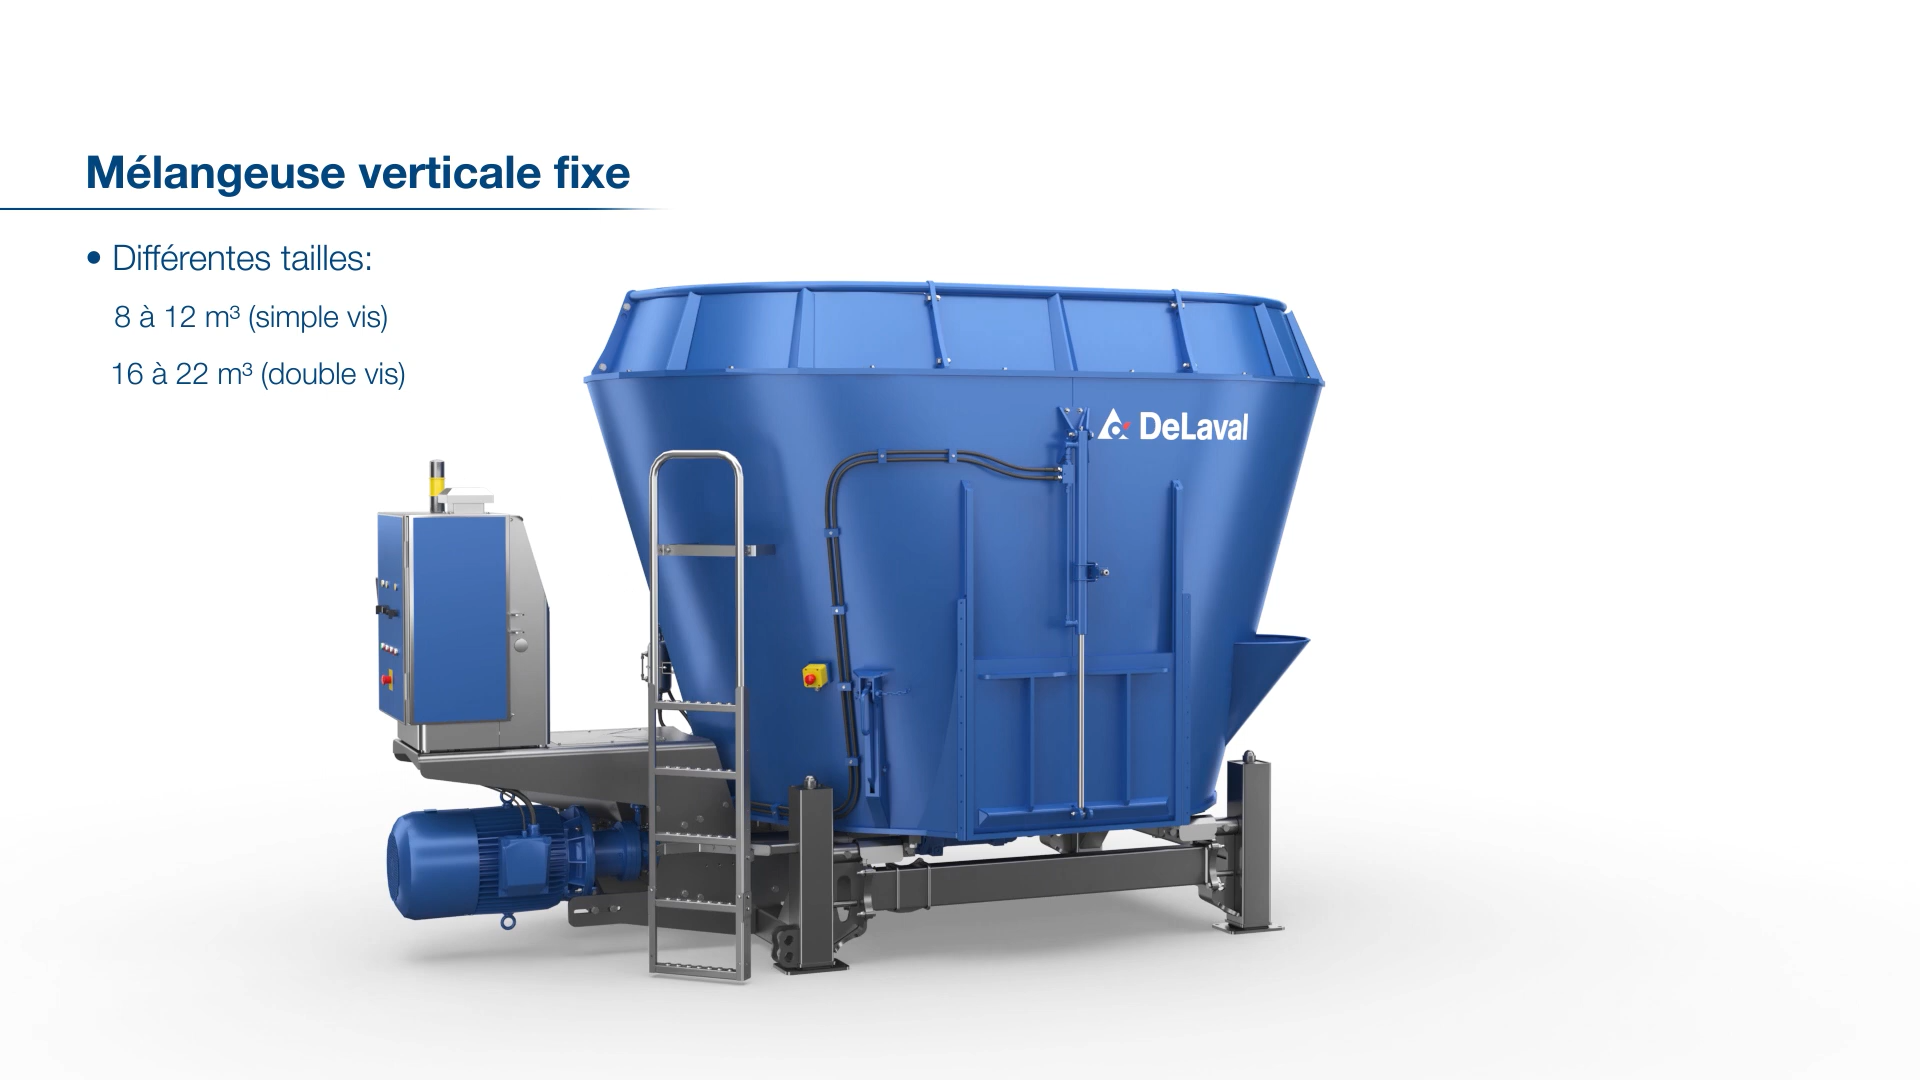 Mélangeuse verticale fixe
• Différentes tailles:
8 à 12 m³ (simple vis)
16 à 22 m³ (double vis)
DeLaval